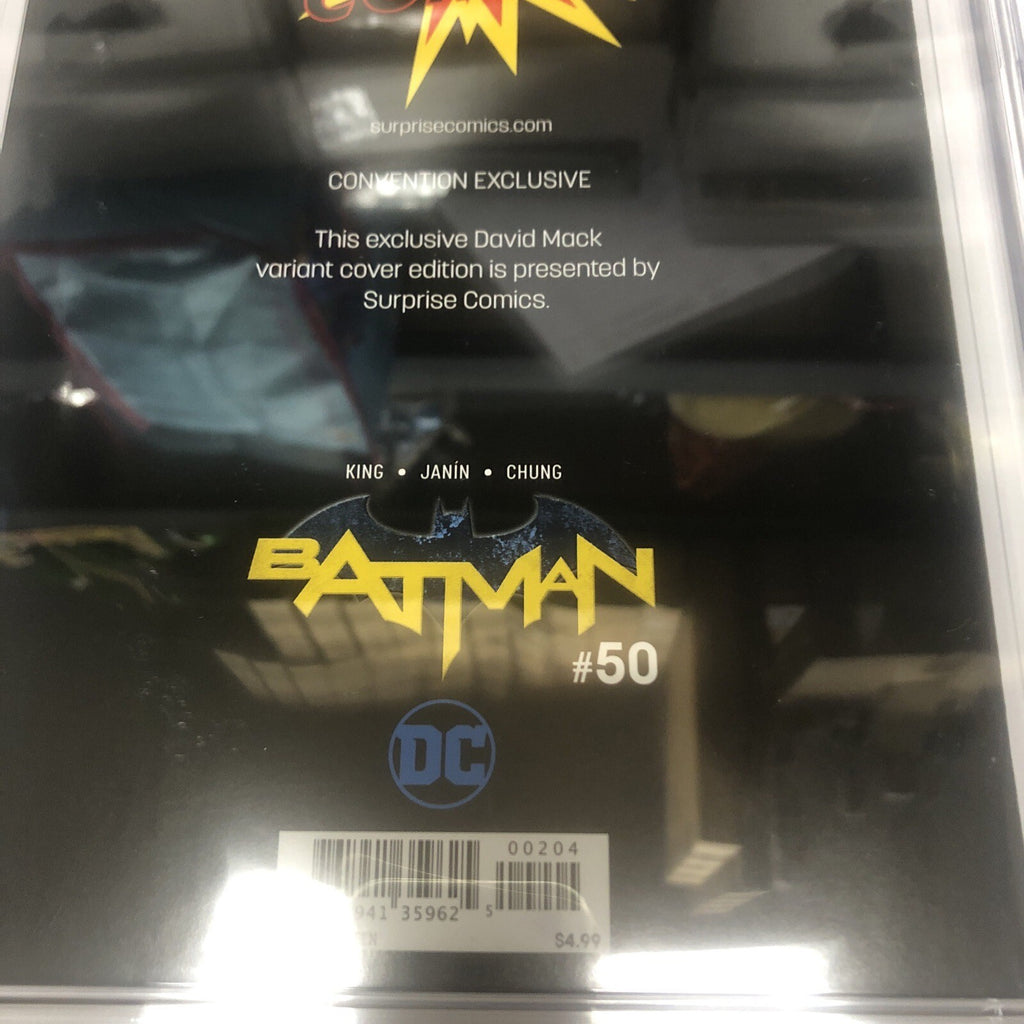 surprisecomics.com
CONVENTION EXCLUSIVE
This exclusive David Mack
variant cover edition is presented by
Surprise Comics.
KING • JANÍN • CHUNG
BATMAN
#50
DC
00204
941 35962 5
$4.99